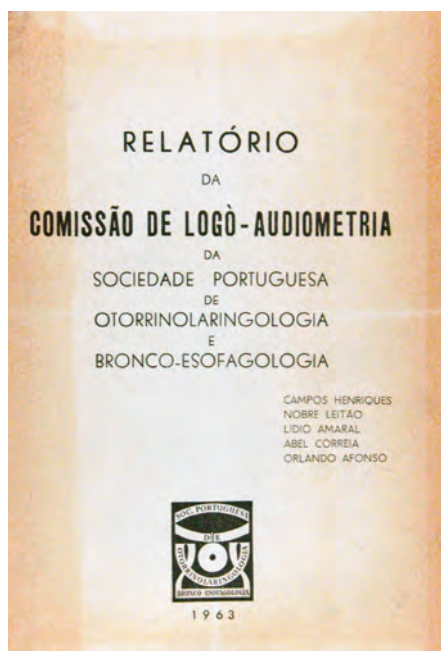 RELATÓRIO
DA
COMISSÃO DE LOGÒ-AUDIOMETRIA
DA
SOCIEDADE PORTUGUESA
DE
OTORRINOLARINGOLOGIA
E
BRONCO-ESOFAGOLOGIA
CAMPOS HENRIQUES
NOBRE LEITÃO
LÍDIO AMARAL
ABEL CORREIA
ORLANDO AFONSO
SOC. PORTUGUESA
DE
OTORRINOLARINGOLOGIA
BRONCO ESOFAGOLOGIA
1963